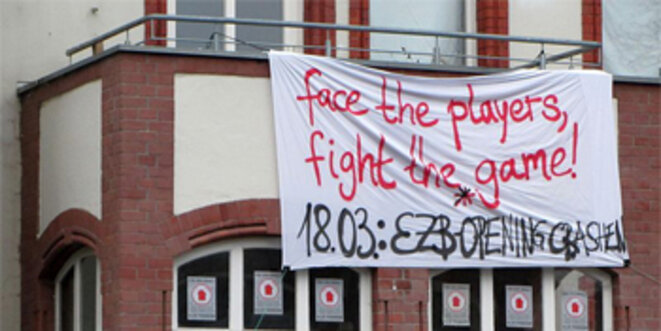 face the players,
fight the game!
18.03.: EZB-OPENING CRASHEN